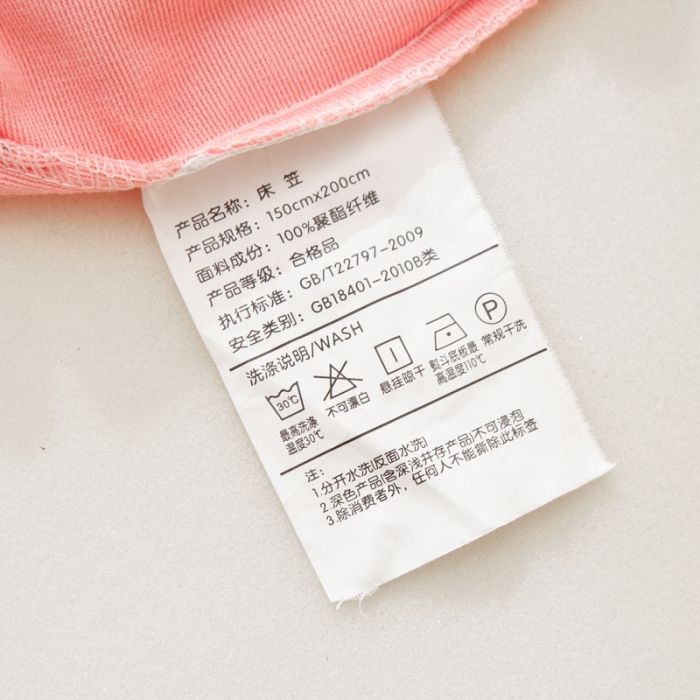 产品名称：床 笠
产品规格：150cmx200cm
面料成份：100%聚酯纤维
产品等级：合格品
执行标准：GB/T22797-2009
安全类别：GB18401-2010B类
洗涤说明/WASH
30℃
P
最高洗涤
温度30℃
不可漂白
悬挂晾干
熨斗底板最
高温度110℃
常规干洗
注：
1.分开水洗(反面水洗)
2.深色产品(含深浅并存产品)不可浸泡
3.除消费者外，任何人不能撕除此标签